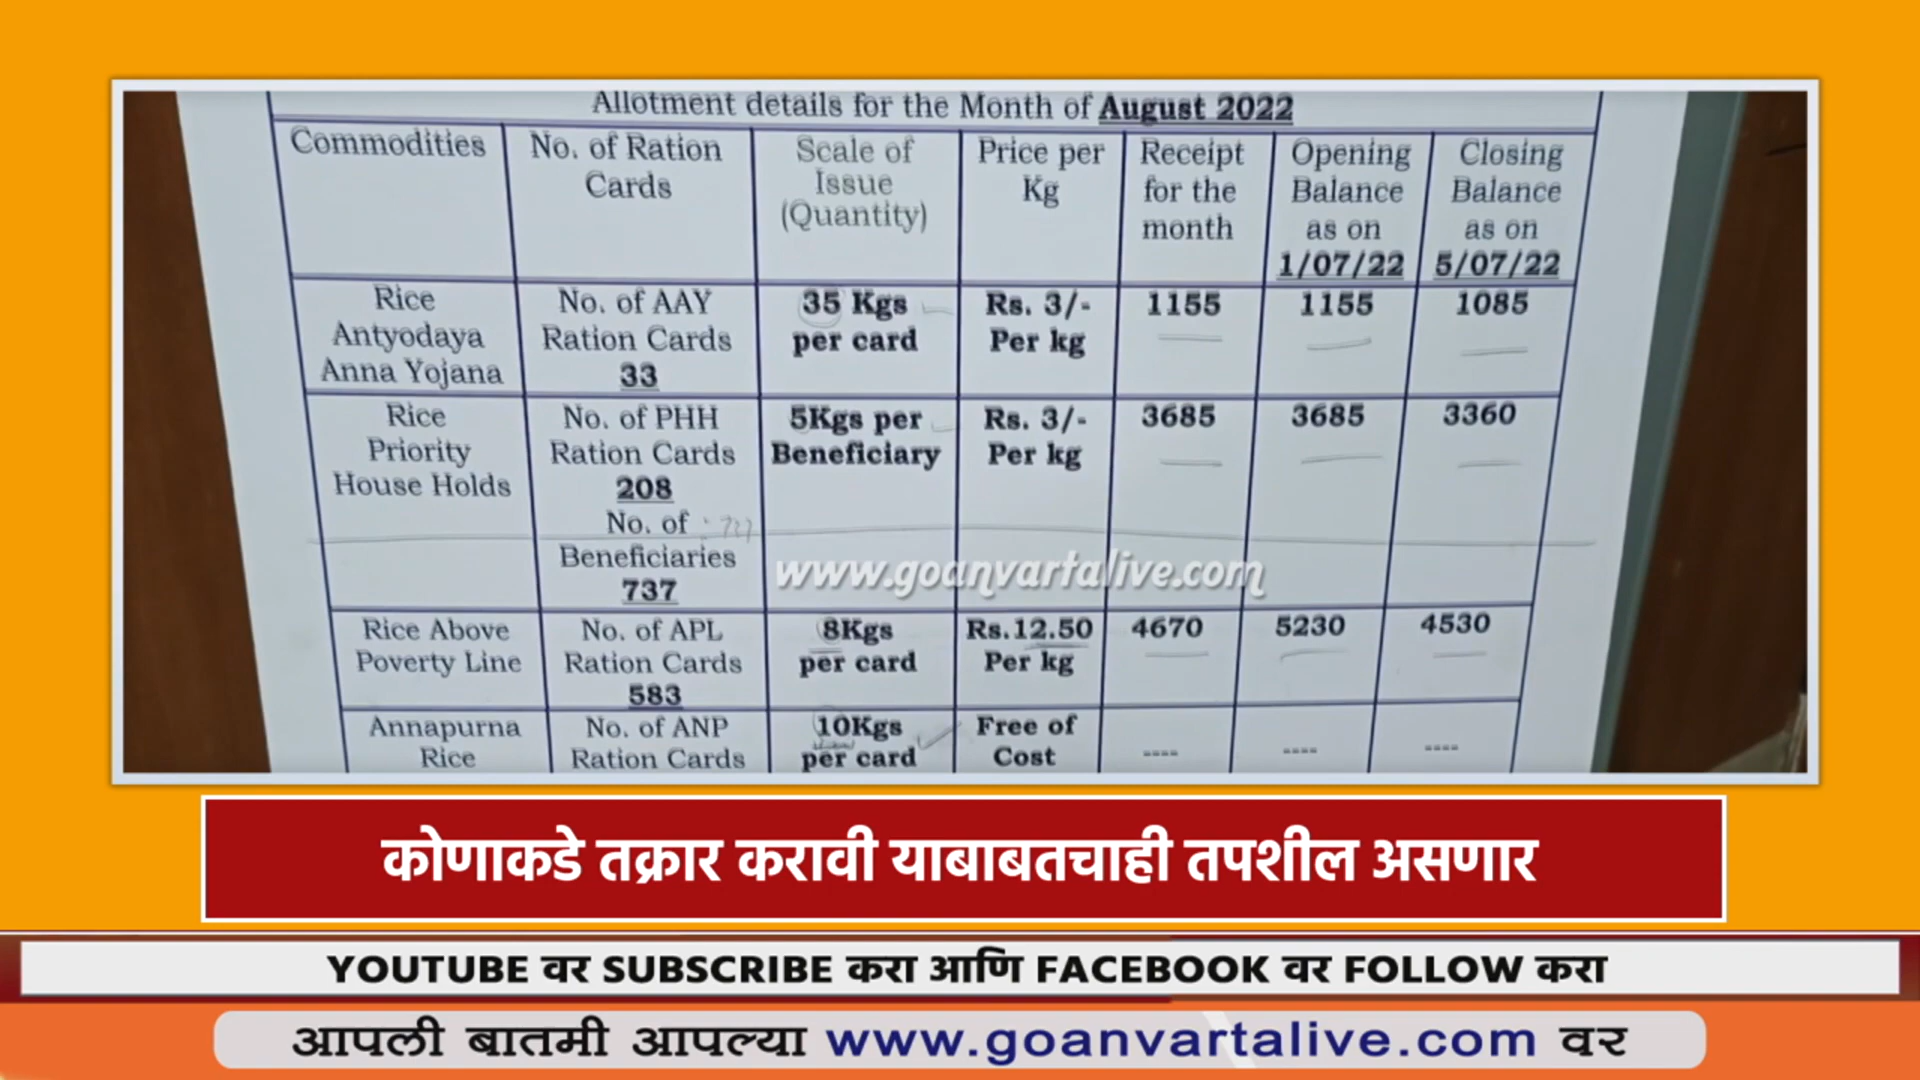 Allotment details for the Month of August 2022
Commodities
No. of Ration
Cards
Scale of
Issue
(Quantity)
Price per
Kg
Receipt
for the
month
Opening
Balance
as on
1/07/22
Closing
Balance
as on
5/07/22
Rice
Antyodaya
Anna Yojana
No. of AAY
Ration Cards
33
35 Kgs
per card
Rs. 3/-
Per kg
1155
1155
1085
Rice
Priority
House Holds
No. of PHH
Ration Cards
208
No. of
Beneficiaries
737
5Kgs per
Beneficiary
Rs. 3/-
Per kg
3685
3685
3360
Rice Above
Poverty Line
No. of APL
Ration Cards
583
8Kgs
per card
Rs.12.50
Per kg
4670
5230
4530
Annapurna
Rice
No. of ANP
Ration Cards
10Kgs
per card
Free of
Cost
----
----
----
www.goanvartalive.com
कोणाकडे तक्रार करावी याबाबतचाही तपशील असणार
YOUTUBE वर SUBSCRIBE करा आणि FACEBOOK वर FOLLOW करा
आपली बातमी आपल्या www.goanvartalive.com वर